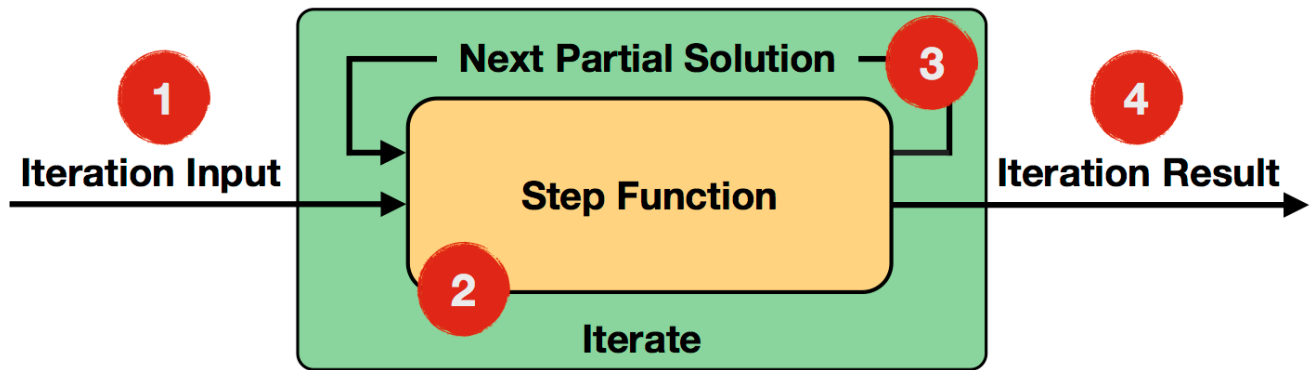 1
Iteration Input
Next Partial Solution
3
Step Function
2
Iterate
4
Iteration Result